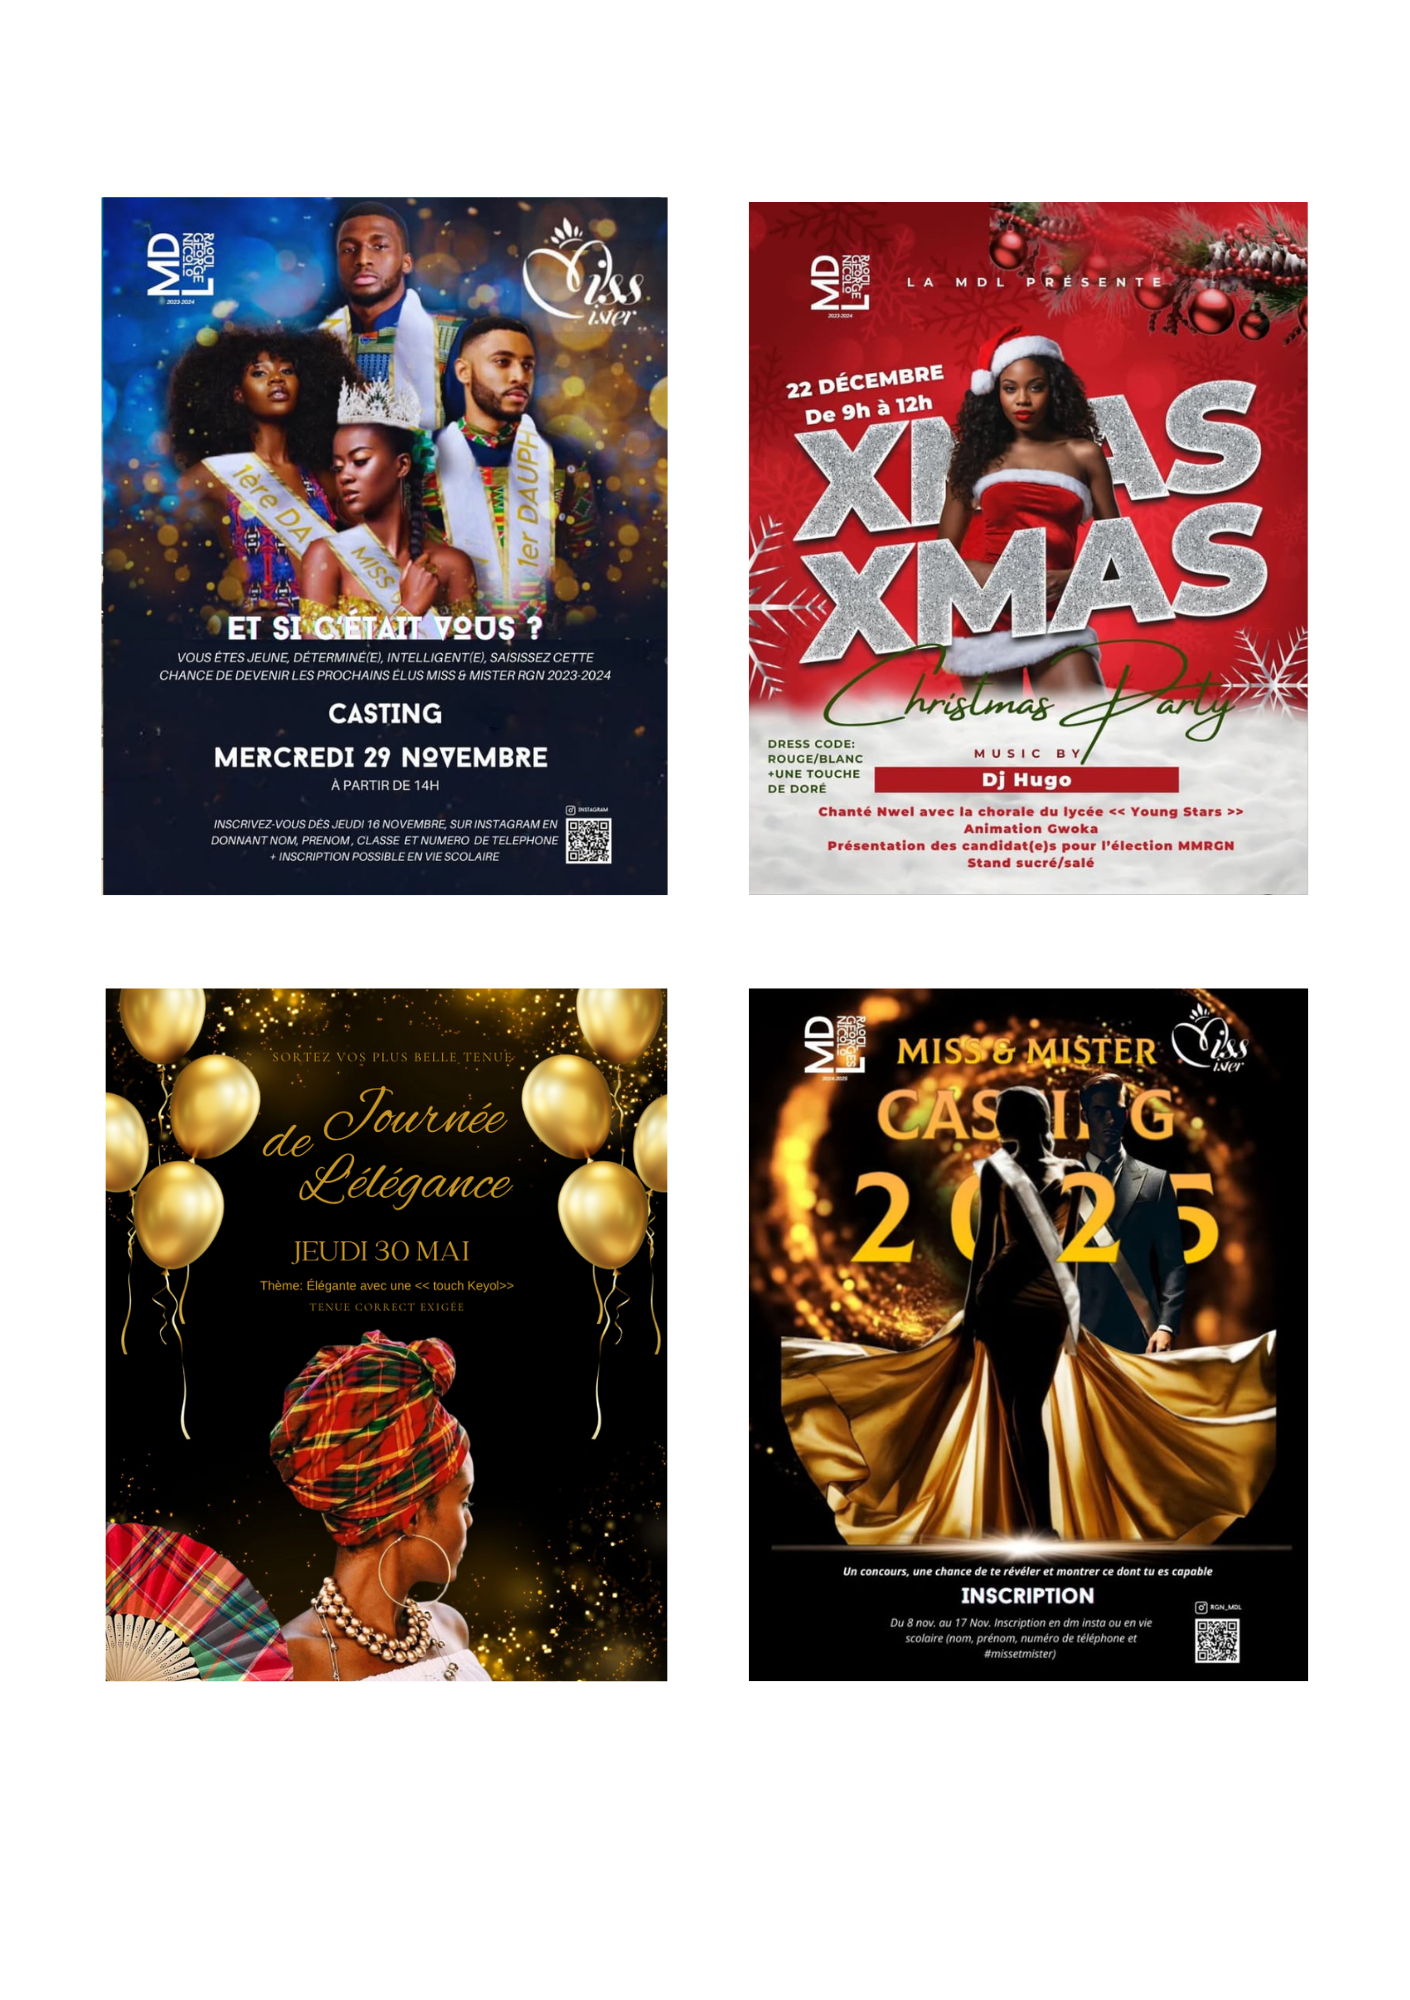 MDL
RAOUL
GEORGE
NICOLO
2023-2024
Miss
ister
1ère DA
MISS
1er DAUPH
ET SI C'ÉTAIT VOUS ?
VOUS ÊTES JEUNE, DÉTERMINÉ(E), INTELLIGENT(E), SAISISSEZ CETTE
CHANCE DE DEVENIR LES PROCHAINS ÉLUS MISS & MISTER RGN 2023-2024
CASTING
MERCREDI 29 NOVEMBRE
À PARTIR DE 14H
INSTAGRAM
INSCRIVEZ-VOUS DÈS JEUDI 16 NOVEMBRE, SUR INSTAGRAM EN
DONNANT NOM, PRENOM , CLASSE ET NUMERO DE TELEPHONE
+ INSCRIPTION POSSIBLE EN VIE SCOLAIRE
MDL
RAOUL
GEORGE
NICOLO
2023-2024
LA MDL PRÉSENTE
22 DÉCEMBRE
De 9h à 12h
XMAS
XMAS
Christmas Party
DRESS CODE:
ROUGE/BLANC
+UNE TOUCHE
DE DORÉ
MUSIC BY
Dj Hugo
Chanté Nwel avec la chorale du lycée << Young Stars >>
Animation Gwoka
Présentation des candidat(e)s pour l'élection MMRGN
Stand sucré/salé
SORTEZ VOS PLUS BELLE TENUE
Journée
de
L'élégance
JEUDI 30 MAI
Thème: Élégante avec une << touch Keyol>>
TENUE CORRECT EXIGÉE
MDL
RAOUL
GEORGES
NICOLO
2024-2025
MISS & MISTER
Miss
ister
CASTING
2025
Un concours, une chance de te révéler et montrer ce dont tu es capable
INSCRIPTION
RGN_MDL
Du 8 nov. au 17 Nov. Inscription en dm insta ou en vie
scolaire (nom, prénom, numéro de téléphone et
#missetmister)